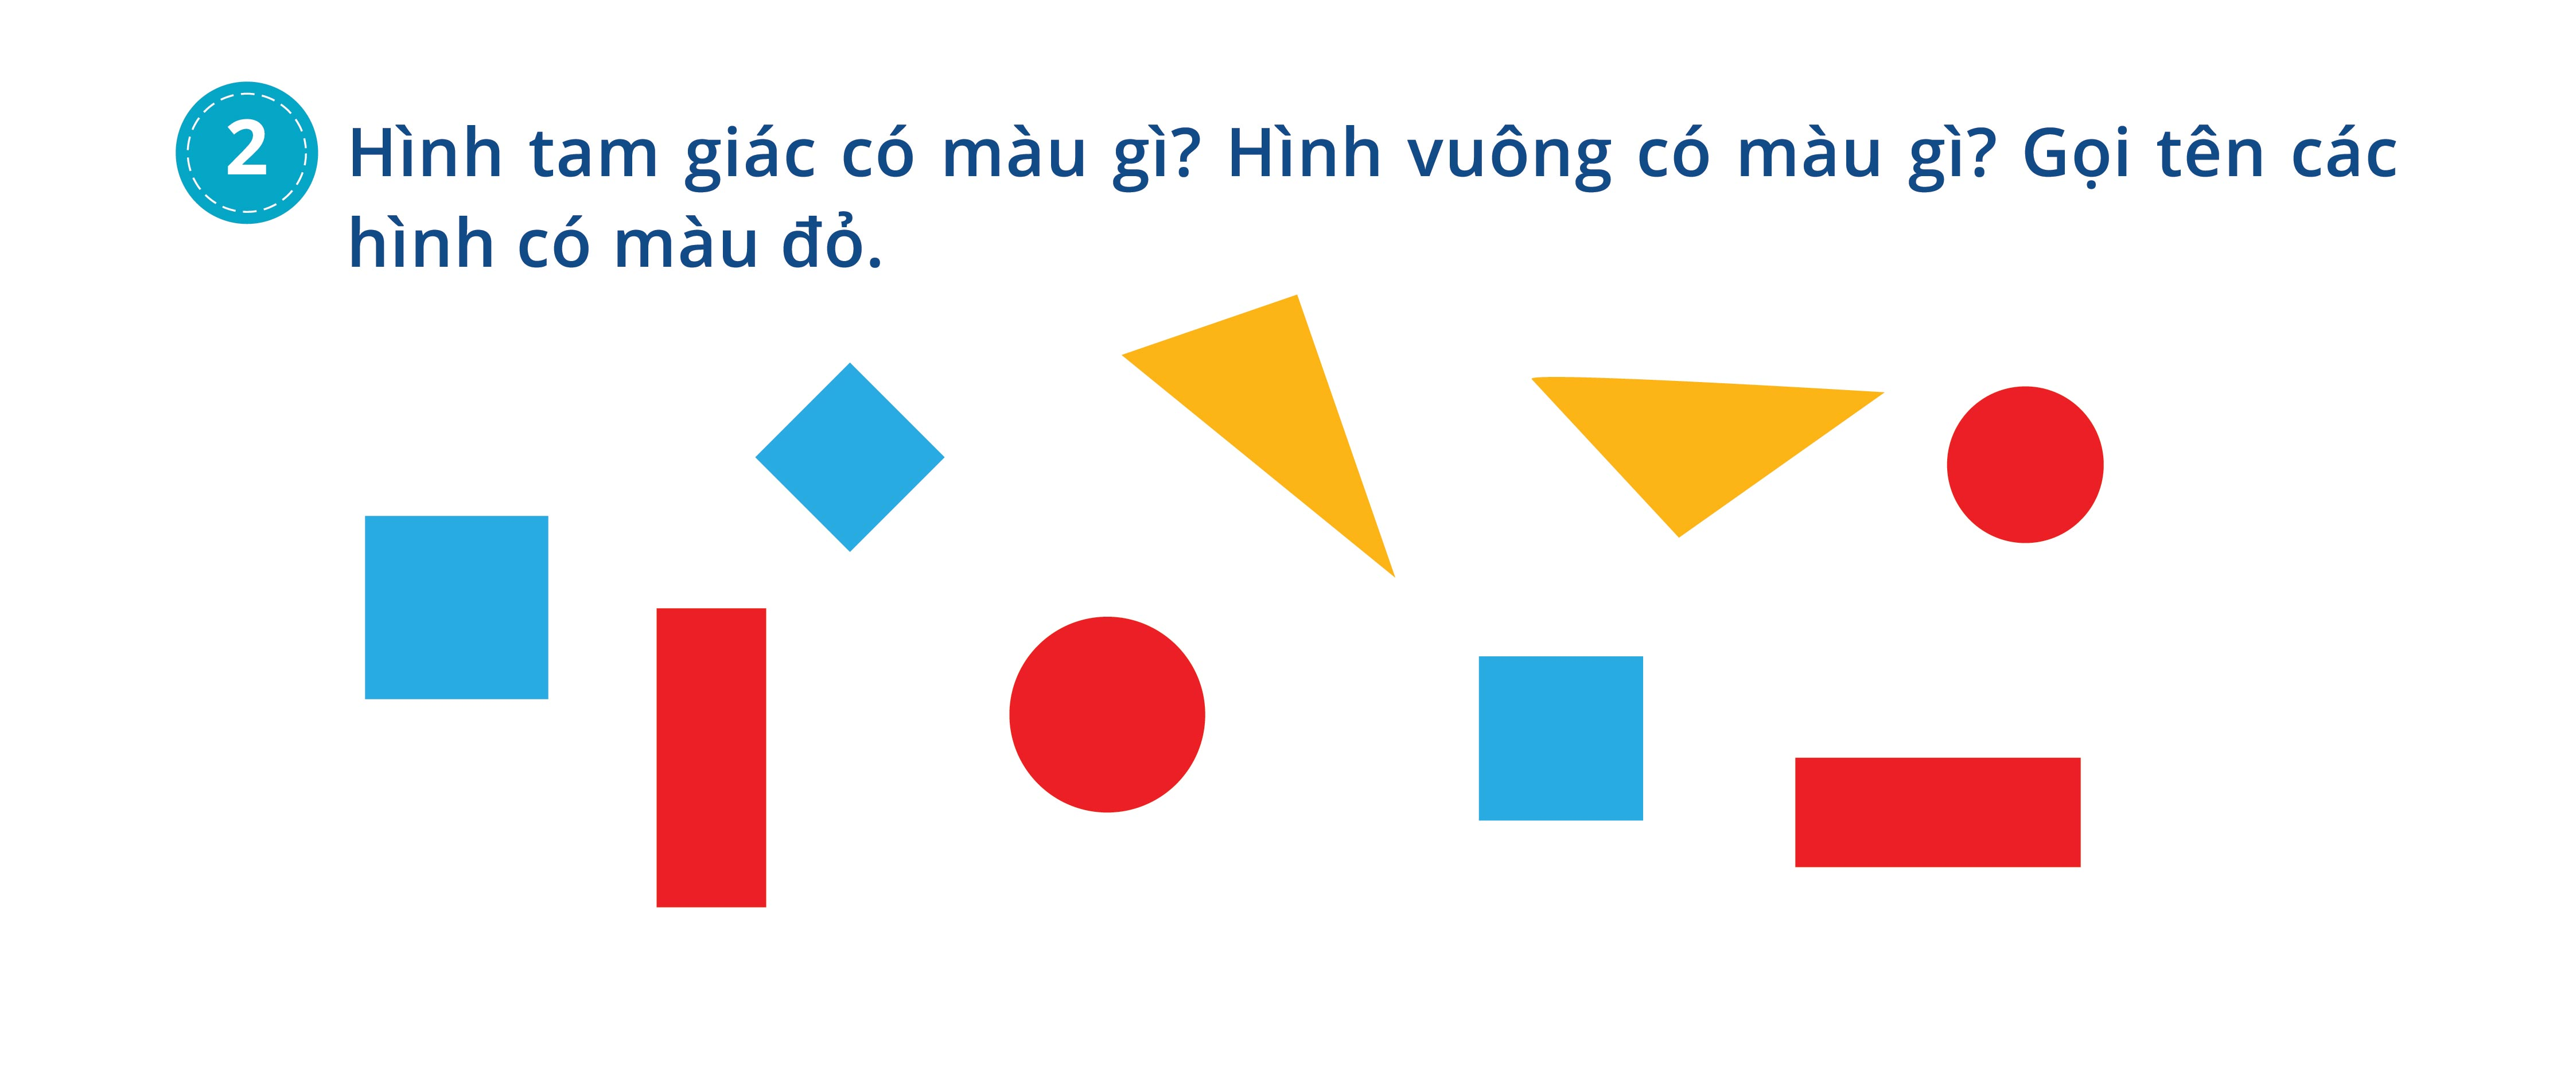 2
Hình tam giác có màu gì? Hình vuông có màu gì? Gọi tên các
hình có màu đỏ.